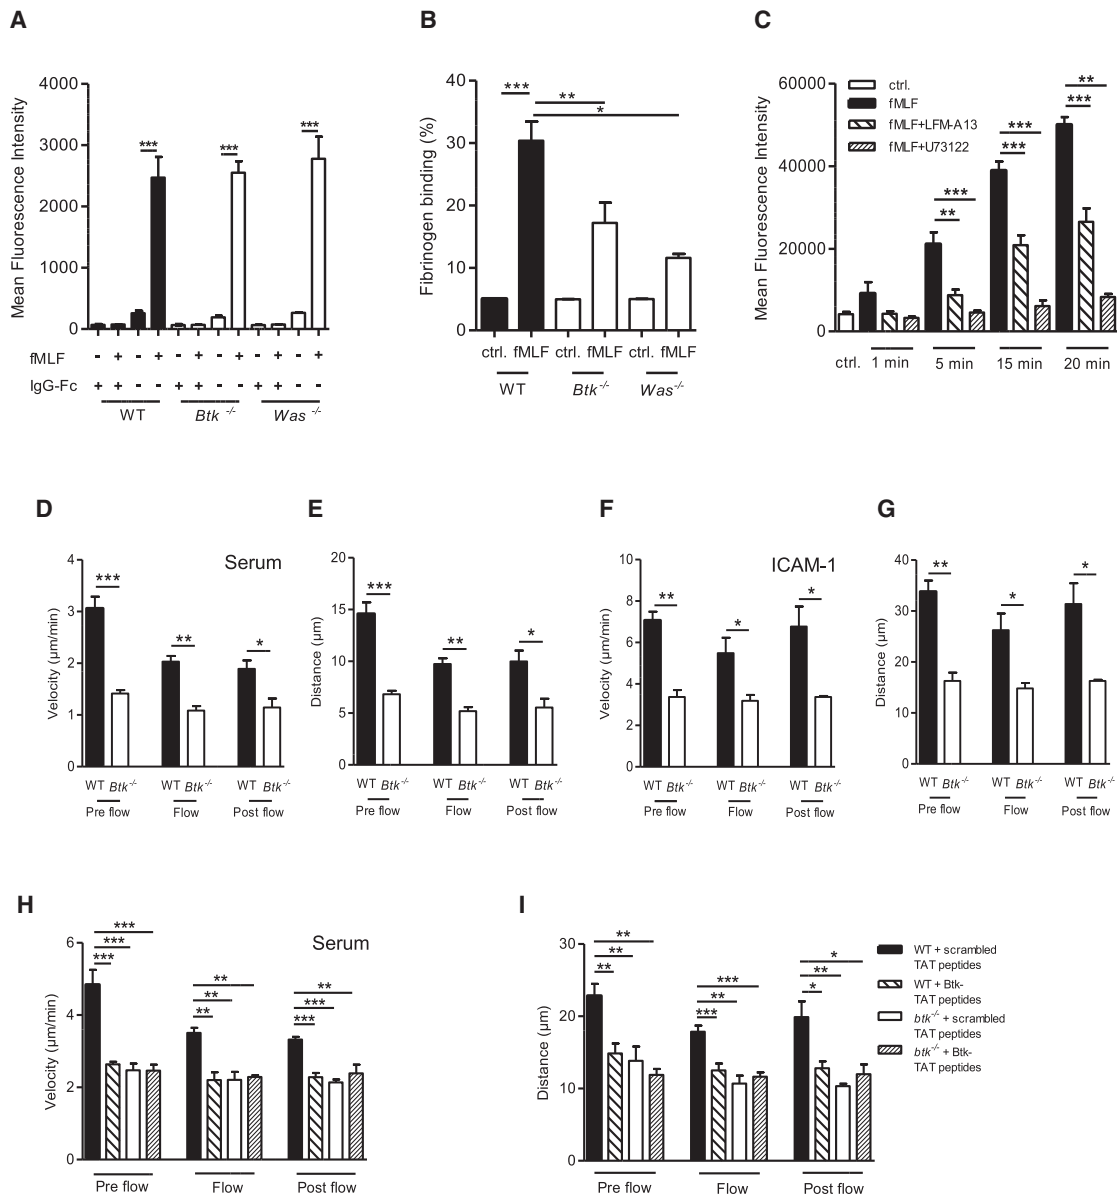 A
B
C
Mean Fluorescence Intensity
4000
3000
2000
1000
0
*** *** ***
fMLF - + - + - + - + - + - +
IgG-Fc + + - - + + - - + + - -
WT Btk -/- Was -/-
Fibrinogen binding (%)
40
30
20
10
0
*** ** *
ctrl. fMLF ctrl. fMLF ctrl. fMLF
WT Btk-/- Was-/-
Mean Fluorescence Intensity
60000
40000
20000
0
ctrl.
fMLF
fMLF+LFM-A13
fMLF+U73122
*** ** *** *** ** ***
ctrl. 1 min 5 min 15 min 20 min
D
E
F
G
Serum
Velocity (µm/min)
4
3
2
1
0
*** ** *
WT Btk-/- WT Btk-/- WT Btk-/-
Pre flow Flow Post flow
Distance (µm)
20
15
10
5
0
*** ** *
WT Btk-/- WT Btk-/- WT Btk-/-
Pre flow Flow Post flow
ICAM-1
Velocity (µm/min)
10
8
6
4
2
0
** * *
WT Btk-/- WT Btk-/- WT Btk-/-
Pre flow Flow Post flow
Distance (µm)
40
30
20
10
0
** * *
WT Btk-/- WT Btk-/- WT Btk-/-
Pre flow Flow Post flow
H
I
Serum
Velocity (µm/min)
6
4
2
0
*** *** *** ** ** ** ** *** ***
Pre flow Flow Post flow
Distance (µm)
30
20
10
0
** ** ** *** ** *** * ** *
Pre flow Flow Post flow
WT + scrambled
TAT peptides
WT + Btk-
TAT peptides
btk-/- + scrambled
TAT peptides
btk-/- + Btk-
TAT peptides